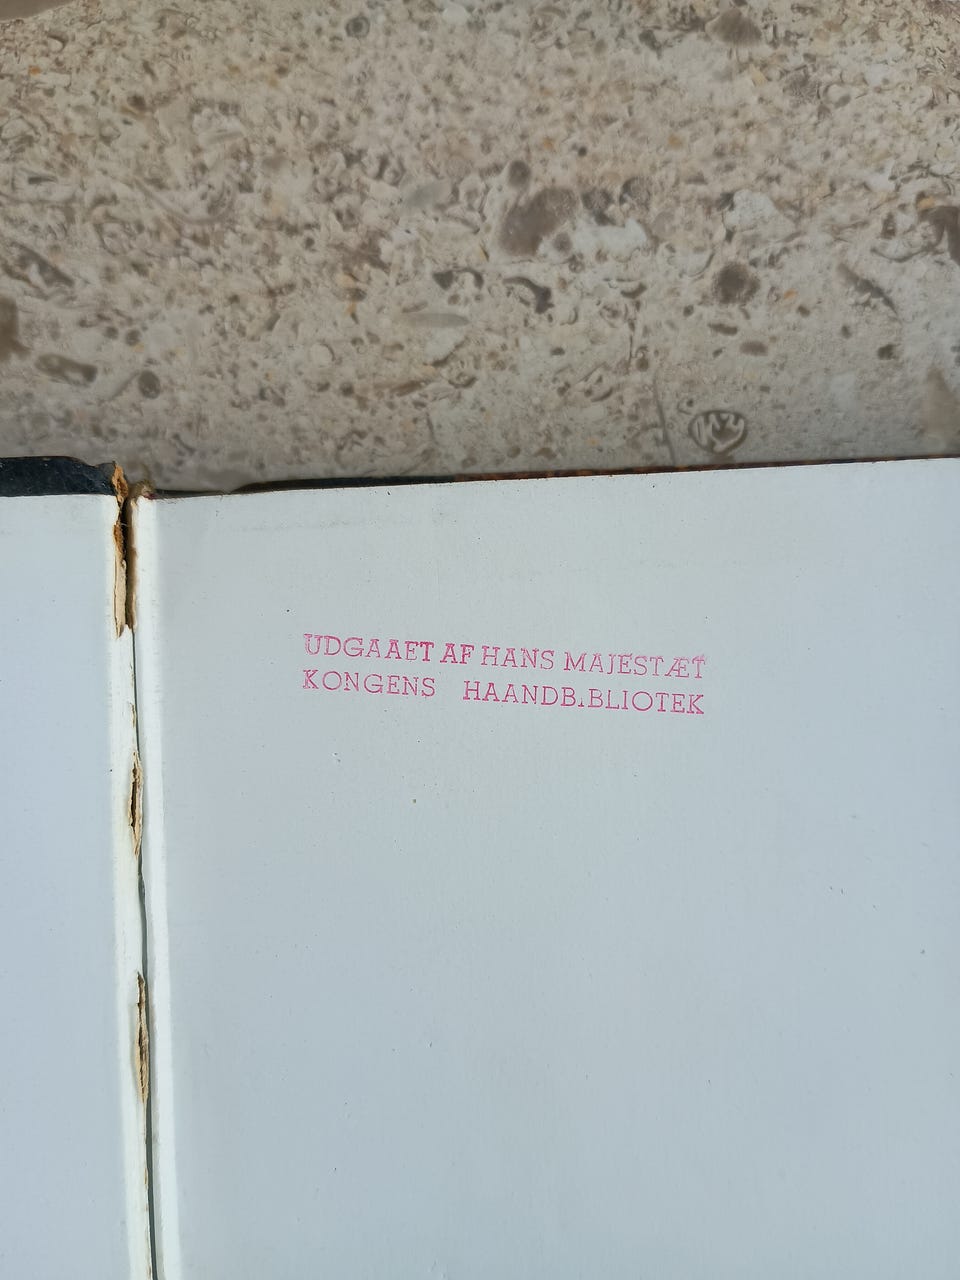 UDGAAET AF HANS MAJESTÆT
KONGENS HAANDB.BLIOTEK